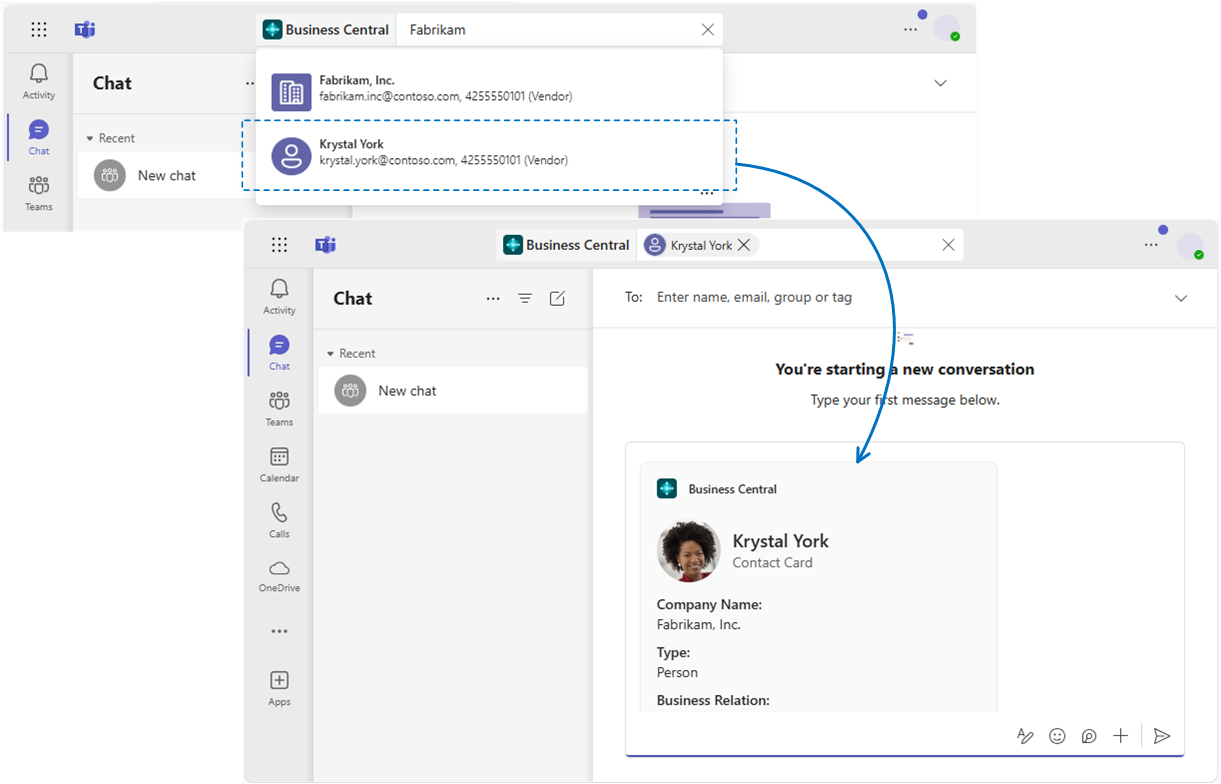 Business Central
Fabrikam
Activity
Chat
Fabrikam, Inc.
fabrikam.inc@contoso.com, 4255550101 (Vendor)
Chat
Recent
Krystal York
krystal.york@contoso.com, 4255550101 (Vendor)
New chat
Teams
Business Central
Krystal York
Activity
Chat
To: Enter name, email, group or tag
Chat
Recent
New chat
Teams
Calendar
Calls
OneDrive
Apps
You're starting a new conversation
Type your first message below.
Business Central
Krystal York
Contact Card
Company Name:
Fabrikam, Inc.
Type:
Person
Business Relation: